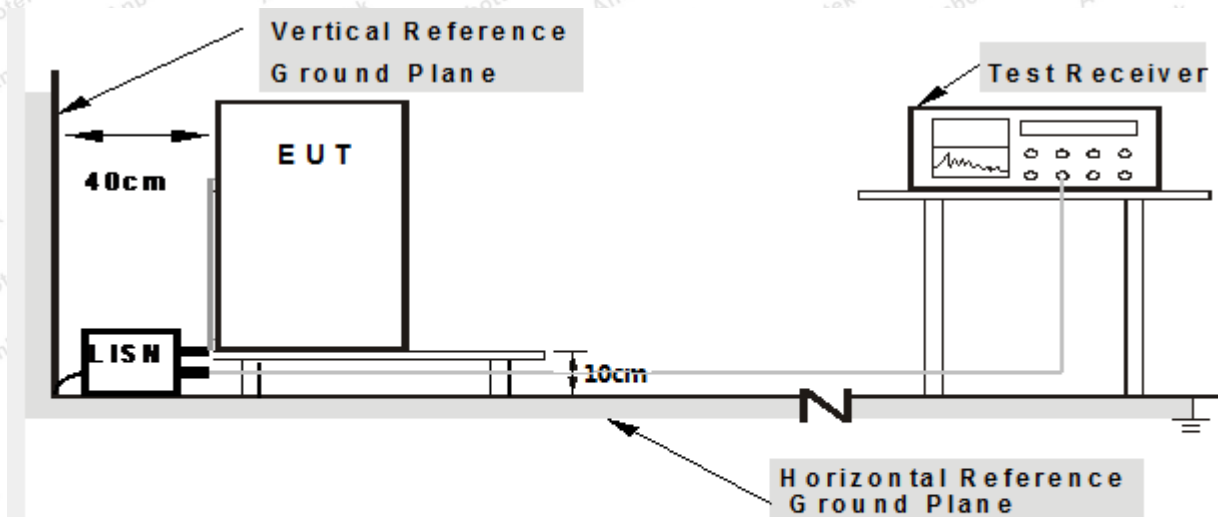 Vertical Reference
Ground Plane
Test Receiver
EUT
40cm
LISN
10cm
Horizontal Reference
Ground Plane